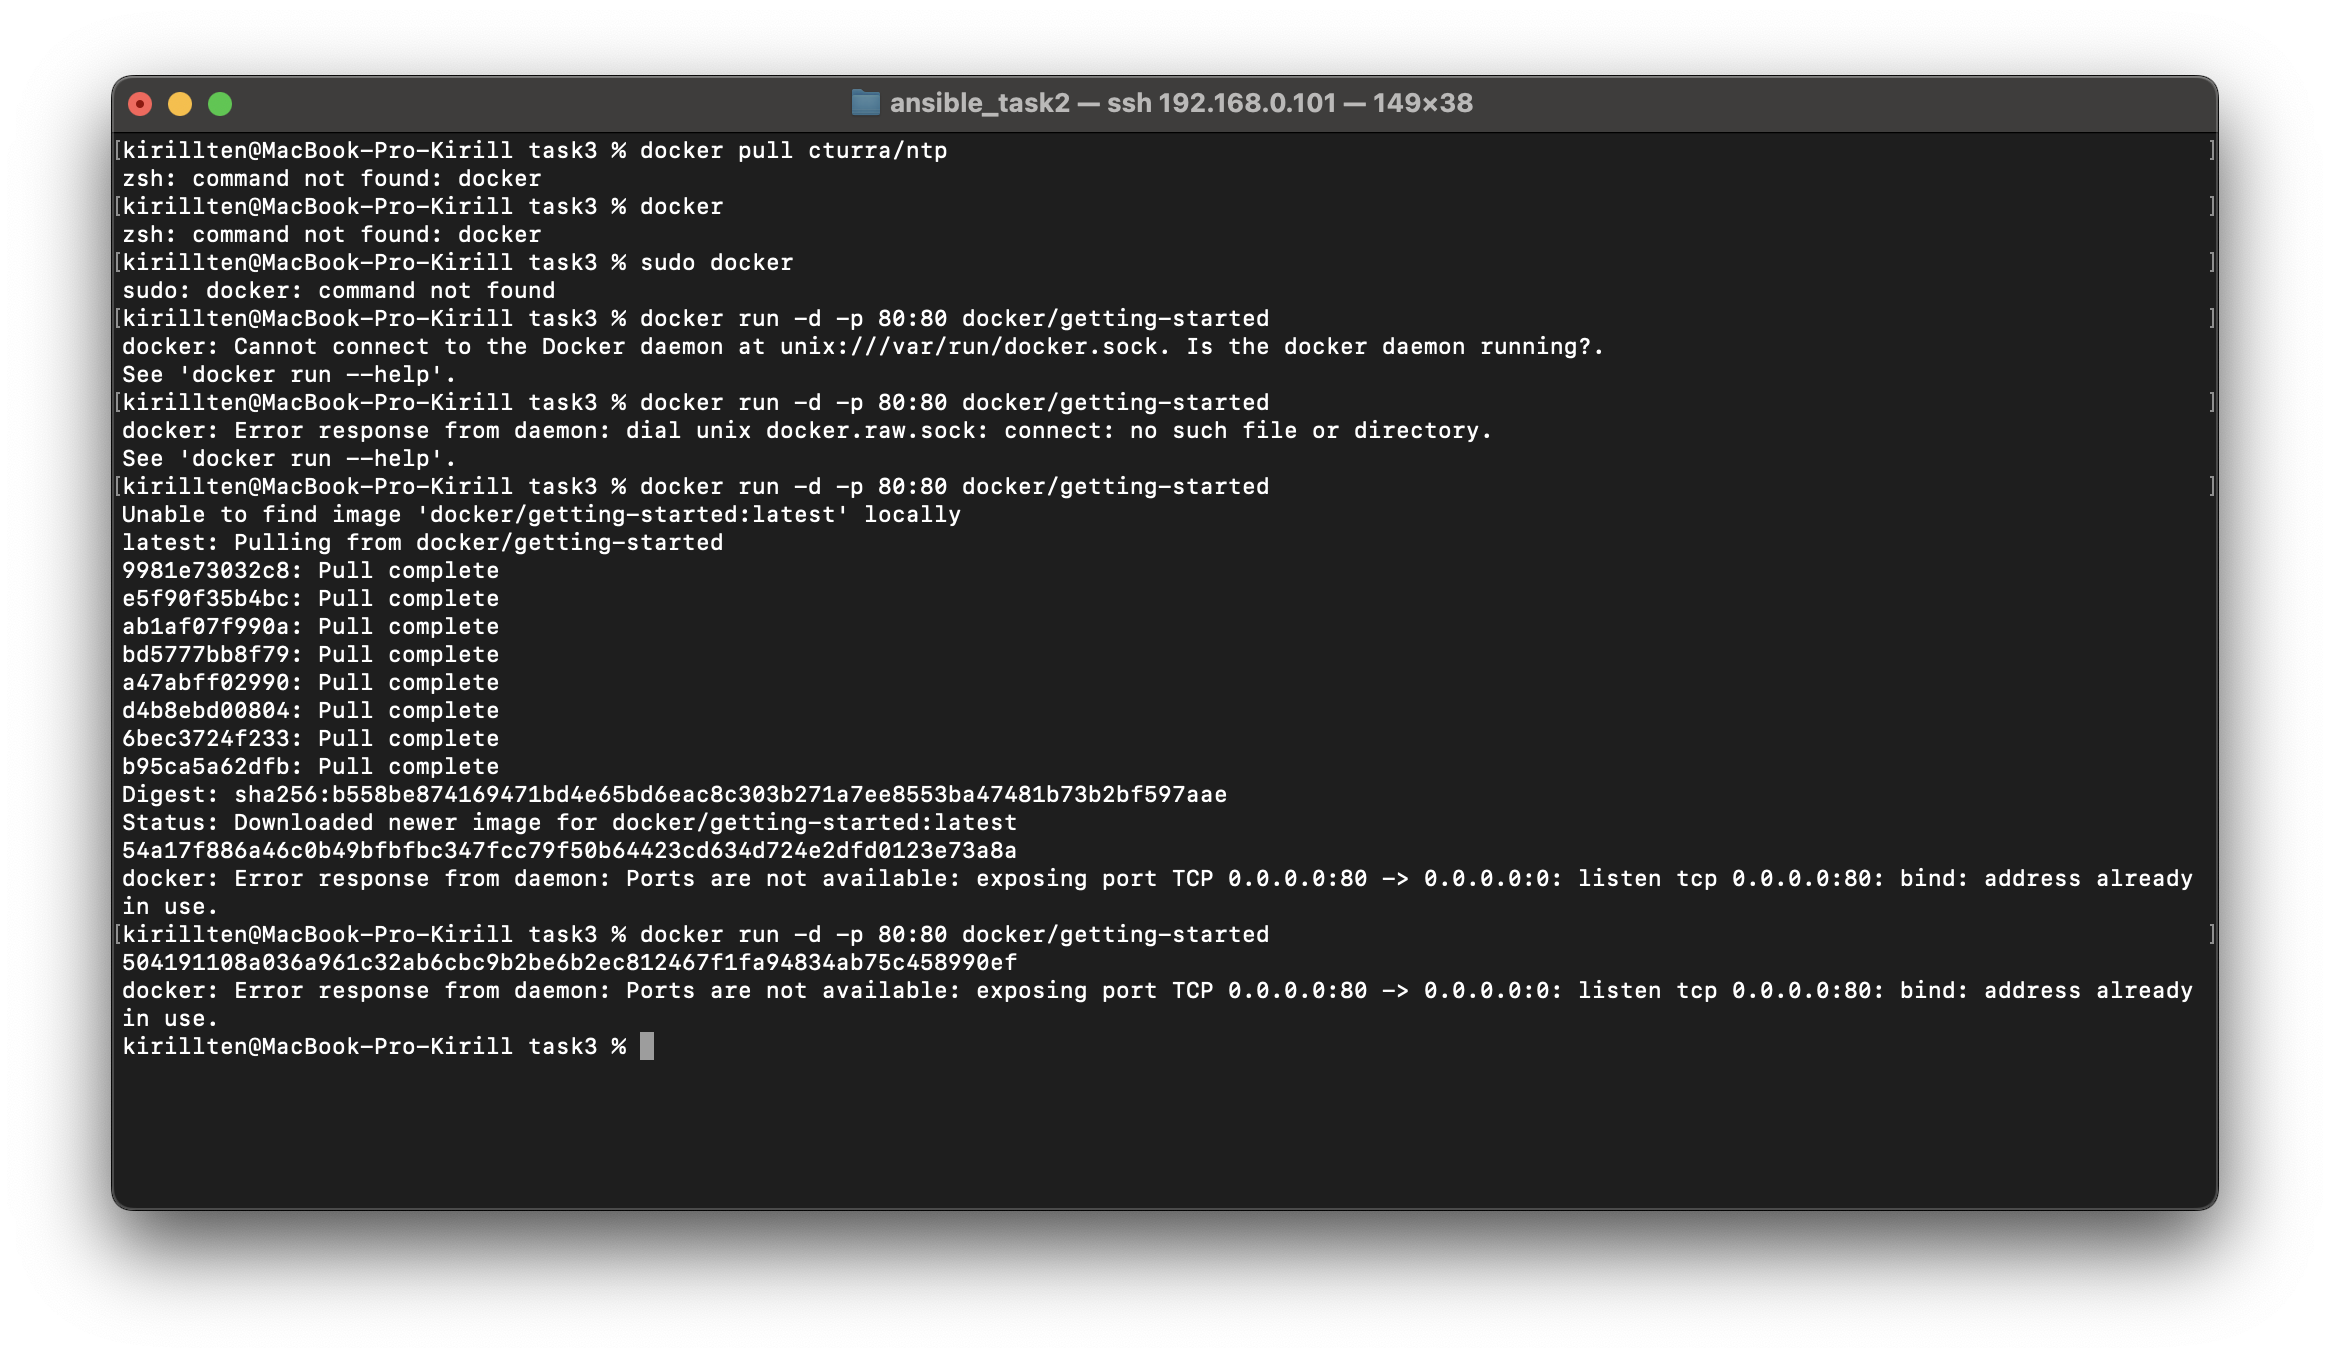 ansible_task2 — ssh 192.168.0.101 — 149×38
[kirillten@MacBook-Pro-Kirill task3 % docker pull cturra/ntp ]
zsh: command not found: docker
[kirillten@MacBook-Pro-Kirill task3 % docker ]
zsh: command not found: docker
[kirillten@MacBook-Pro-Kirill task3 % sudo docker ]
sudo: docker: command not found
[kirillten@MacBook-Pro-Kirill task3 % docker run -d -p 80:80 docker/getting-started ]
docker: Cannot connect to the Docker daemon at unix:///var/run/docker.sock. Is the docker daemon running?.
See 'docker run --help'.
[kirillten@MacBook-Pro-Kirill task3 % docker run -d -p 80:80 docker/getting-started ]
docker: Error response from daemon: dial unix docker.raw.sock: connect: no such file or directory.
See 'docker run --help'.
[kirillten@MacBook-Pro-Kirill task3 % docker run -d -p 80:80 docker/getting-started ]
Unable to find image 'docker/getting-started:latest' locally
latest: Pulling from docker/getting-started
9981e73032c8: Pull complete
e5f90f35b4bc: Pull complete
ab1af07f990a: Pull complete
bd5777bb8f79: Pull complete
a47abff02990: Pull complete
d4b8ebd00804: Pull complete
6bec3724f233: Pull complete
b95ca5a62dfb: Pull complete
Digest: sha256:b558be874169471bd4e65bd6eac8c303b271a7ee8553ba47481b73b2bf597aae
Status: Downloaded newer image for docker/getting-started:latest
54a17f886a46c0b49bfbfbc347fcc79f50b64423cd634d724e2dfd0123e73a8a
docker: Error response from daemon: Ports are not available: exposing port TCP 0.0.0.0:80 -> 0.0.0.0:0: listen tcp 0.0.0.0:80: bind: address already
in use.
[kirillten@MacBook-Pro-Kirill task3 % docker run -d -p 80:80 docker/getting-started ]
504191108a036a961c32ab6cbc9b2be6b2ec812467f1fa94834ab75c458990ef
docker: Error response from daemon: Ports are not available: exposing port TCP 0.0.0.0:80 -> 0.0.0.0:0: listen tcp 0.0.0.0:80: bind: address already
in use.
kirillten@MacBook-Pro-Kirill task3 %